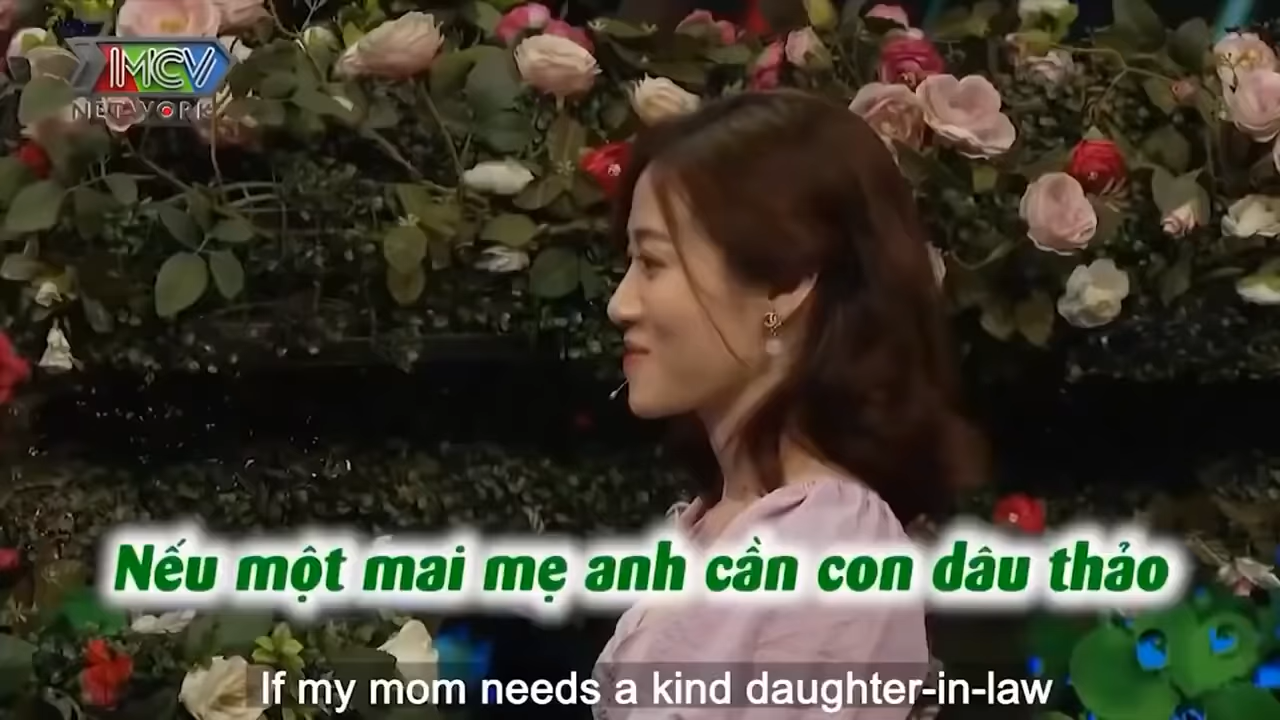 MCV
NETWORK
Nếu một mai mẹ anh cần con dâu thảo
If my mom needs a kind daughter-in-law